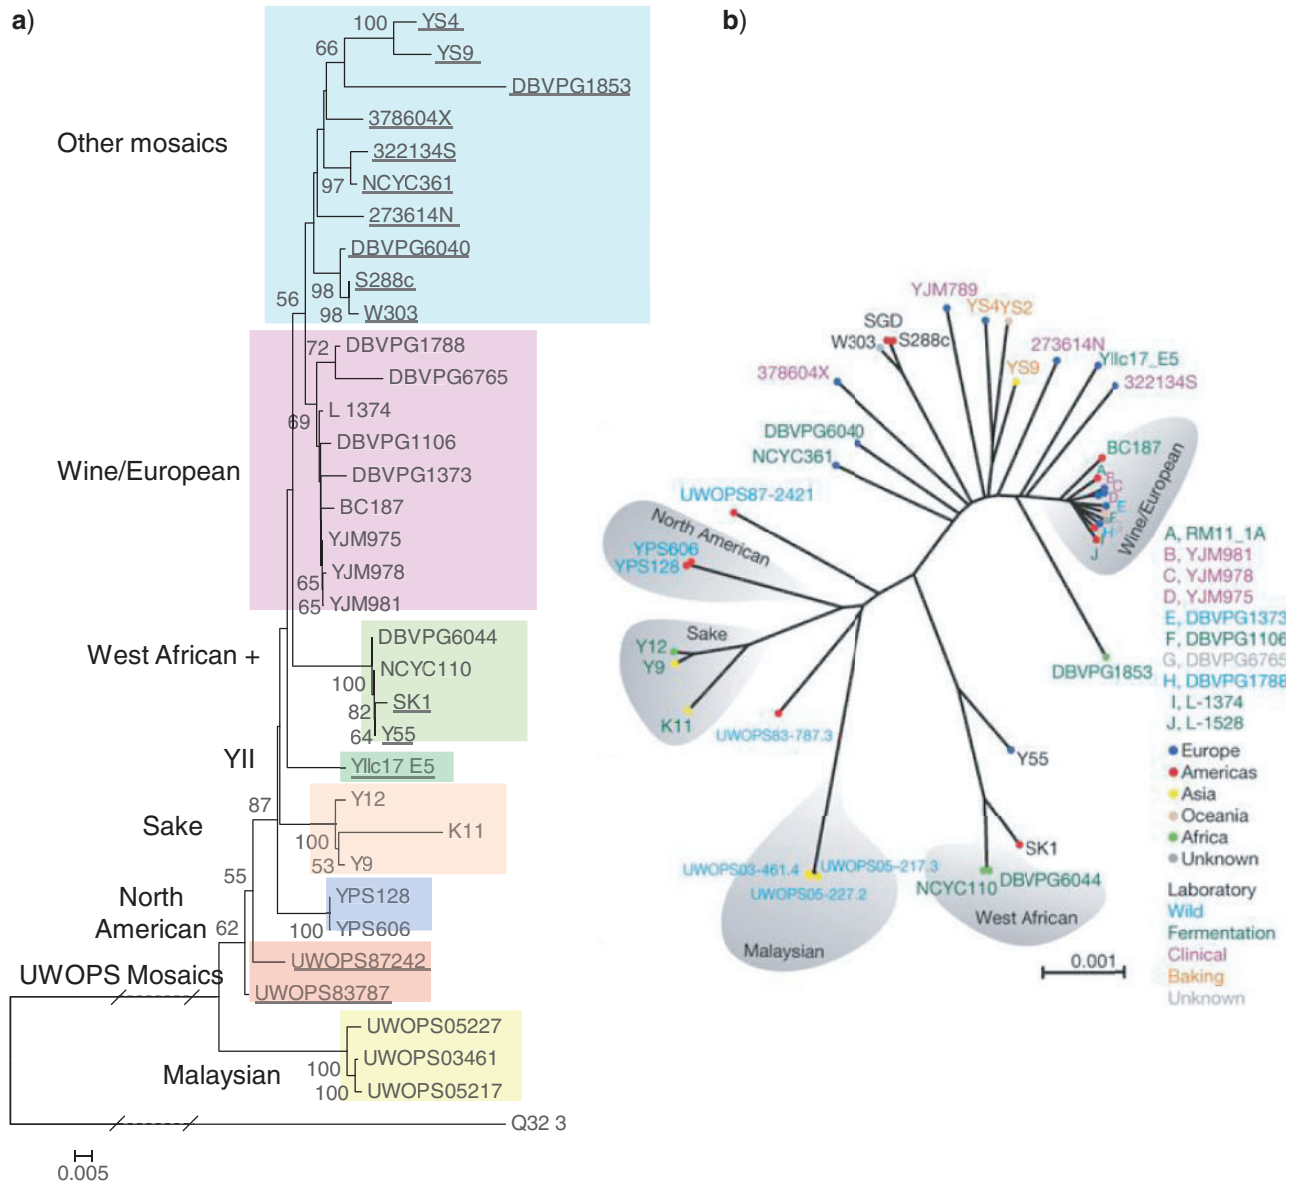 a)
100
YS4
66
YS9
DBVPG1853
378604X
Other mosaics
322134S
97
NCYC361
273614N
DBVPG6040
S288c
56
98
98
W303
72
DBVPG1788
DBVPG6765
L 1374
69
DBVPG1106
Wine/European
DBVPG1373
BC187
YJM975
YJM978
65
65
YJM981
DBVPG6044
West African +
NCYC110
100
SK1
82
Y55
64
YII
YIIc17 E5
Y12
87
Sake
K11
100
53
Y9
55
North
American
YPS128
62
100
YPS606
UWOPS87242
UWOPS Mosaics
UWOPS83787
UWOPS05227
UWOPS03461
100
Malaysian
100
UWOPS05217
Q32 3
0.005
b)
YJM789
YS4
YS2
SGD
W303
S288c
273614N
YIIc17_E5
YS9
378604X
322134S
DBVPG6040
NCYC361
BC187
A
B
C
D
E
F
H
J
Wine/European
UWOPS87-2421
North American
YPS606
YPS128
Sake
Y12
Y9
K11
UWOPS83-787.3
DBVPG1853
Y55
SK1
UWOPS03-461.4
UWOPS05-217.3
UWOPS05-227.2
Malaysian
NCYC110
DBVPG6044
West African
0.001
A, RM11_1A
B, YJM981
C, YJM978
D, YJM975
E, DBVPG1373
F, DBVPG1106
G, DBVPG6765
H, DBVPG1788
I, L-1374
J, L-1528
Europe
Americas
Asia
Oceania
Africa
Unknown
Laboratory
Wild
Fermentation
Clinical
Baking
Unknown